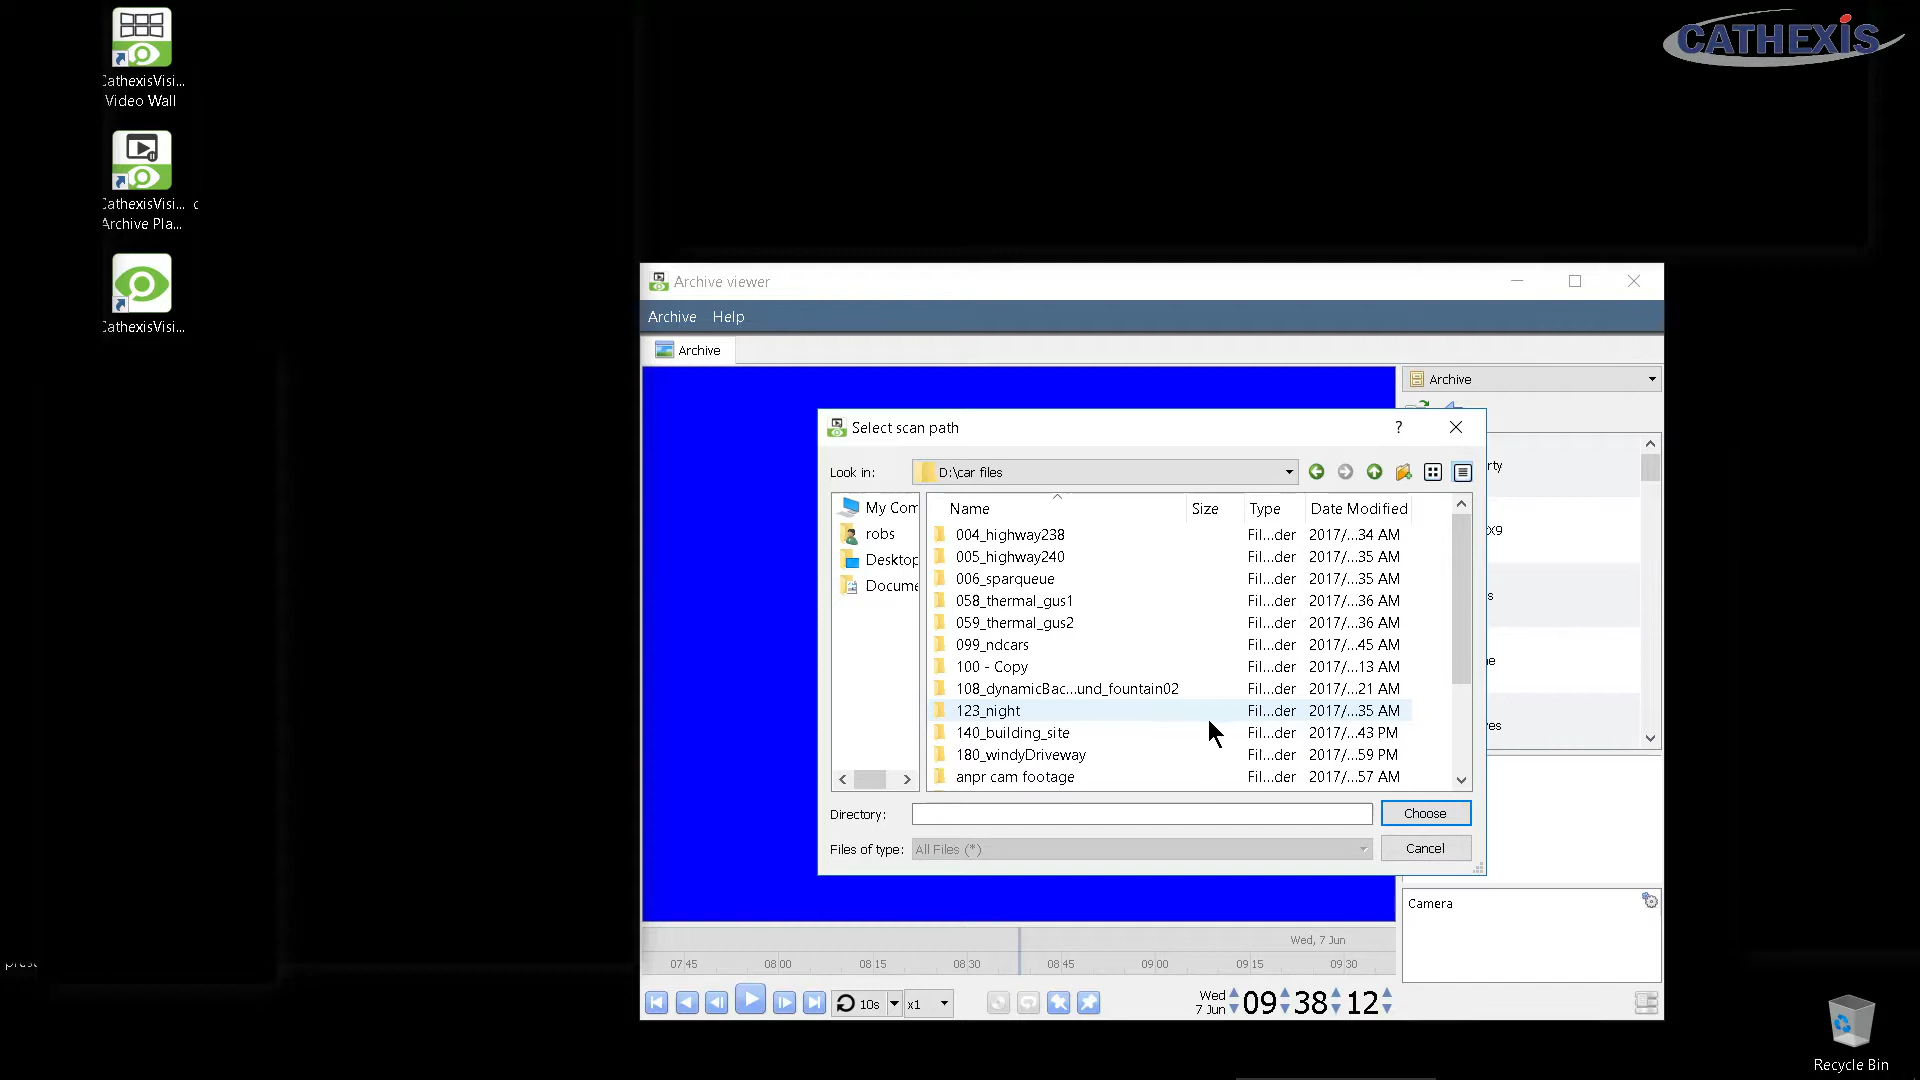 CATHEXIS
CathexisVisi...
Video Wall
CathexisVisi...
Archive Pla...
CathexisVisi...
Archive viewer
Archive Help
Archive
Archive
Select scan path
?
Look in: D:\car files
My Com
robs
Desktop
Docume
Name Size Type Date Modified
004_highway238 Fil...der 2017/...34 AM
005_highway240 Fil...der 2017/...35 AM
006_sparqueue Fil...der 2017/...35 AM
058_thermal_gus1 Fil...der 2017/...36 AM
059_thermal_gus2 Fil...der 2017/...36 AM
099_ndcars Fil...der 2017/...45 AM
100 - Copy Fil...der 2017/...13 AM
108_dynamicBac...und_fountain02 Fil...der 2017/...21 AM
123_night Fil...der 2017/...35 AM
140_building_site Fil...der 2017/...43 PM
180_windyDriveway Fil...der 2017/...59 PM
anpr cam footage Fil...der 2017/...57 AM
rty
x9
s
e
es
Directory:
Choose
Files of type: All Files (*)
Cancel
Camera
Wed, 7 Jun
07:45 08:00 08:15 08:30 08:45 09:00 09:15 09:30
10s x1
Wed
7 Jun
09 38 12
Recycle Bin